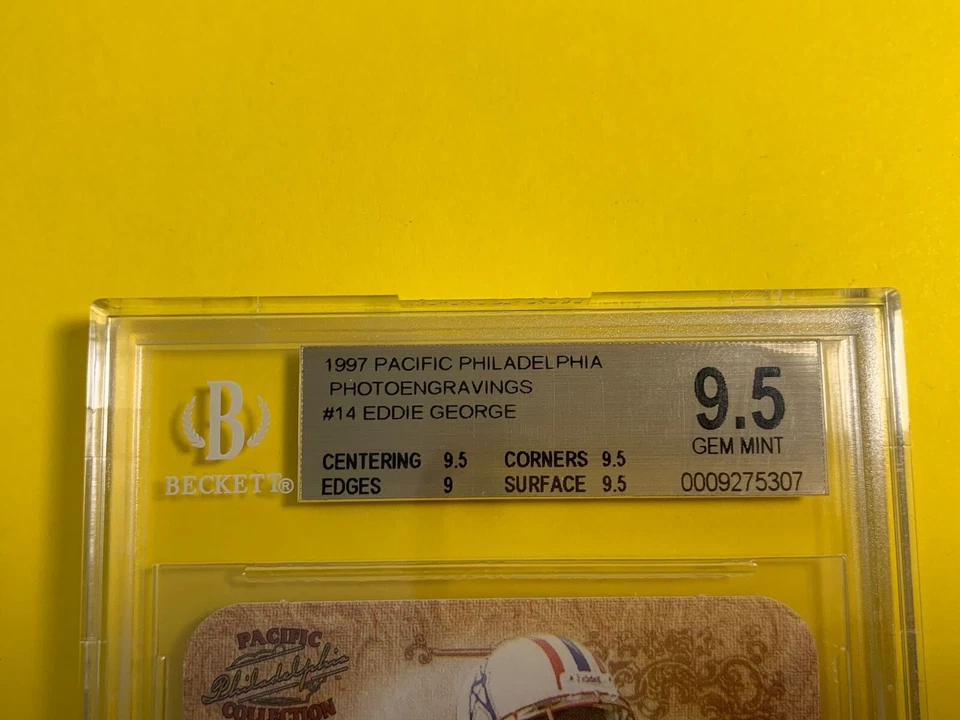 1997 PACIFIC PHILADELPHIA
PHOTOENGRAVINGS
#14 EDDIE GEORGE
9.5
GEM MINT
CENTERING 9.5 CORNERS 9.5
EDGES 9 SURFACE 9.5
0009275307
B
BECKETT®
PACIFIC
Philadelphia
COLLECTION
Riddell